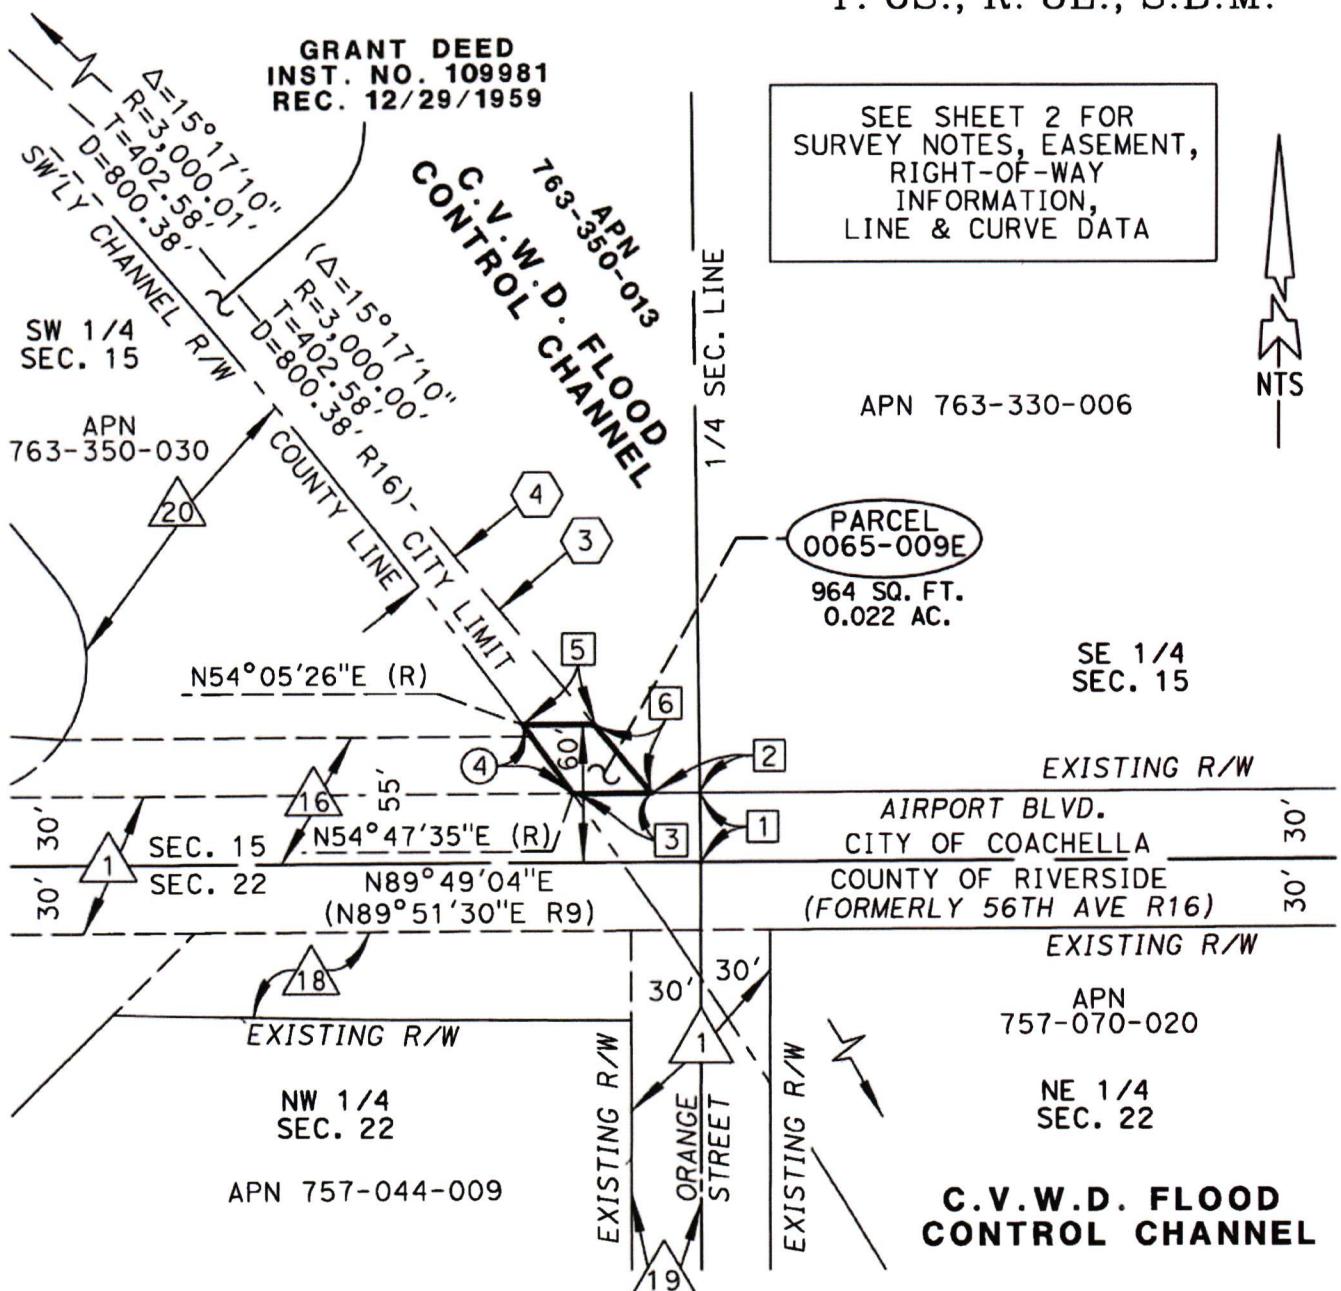 GRANT DEED
INST. NO. 109981
REC. 12/29/1959
Δ=15°17'10"
R=3,000.01'
T=402.58'
D=800.38'
SW'LY CHANNEL R/W
(Δ=15°17'10"
R=3,000.00'
T=402.58'
D=800.38' R16)
C.V.W.D. FLOOD
CONTROL CHANNEL
APN
763-350-013
1/4 SEC. LINE
SEE SHEET 2 FOR
SURVEY NOTES, EASEMENT,
RIGHT-OF-WAY
INFORMATION,
LINE & CURVE DATA
NTS
SW 1/4
SEC. 15
APN
763-350-030
20
COUNTY LINE
CITY LIMIT
4
3
APN 763-330-006
PARCEL
0065-009E
964 SQ. FT.
0.022 AC.
SE 1/4
SEC. 15
N54°05'26"E (R)
5
6
4
60'
2
EXISTING R/W
16
55'
30'
1
30'
SEC. 15
SEC. 22
N54°47'35"E (R)
3
1
AIRPORT BLVD.
CITY OF COACHELLA
30'
N89°49'04"E
(N89°51'30"E R9)
COUNTY OF RIVERSIDE
(FORMERLY 56TH AVE R16)
30'
EXISTING R/W
18
EXISTING R/W
30'
30'
1
EXISTING R/W
ORANGE
STREET
EXISTING R/W
19
APN
757-070-020
NE 1/4
SEC. 22
NW 1/4
SEC. 22
APN 757-044-009
C.V.W.D. FLOOD
CONTROL CHANNEL